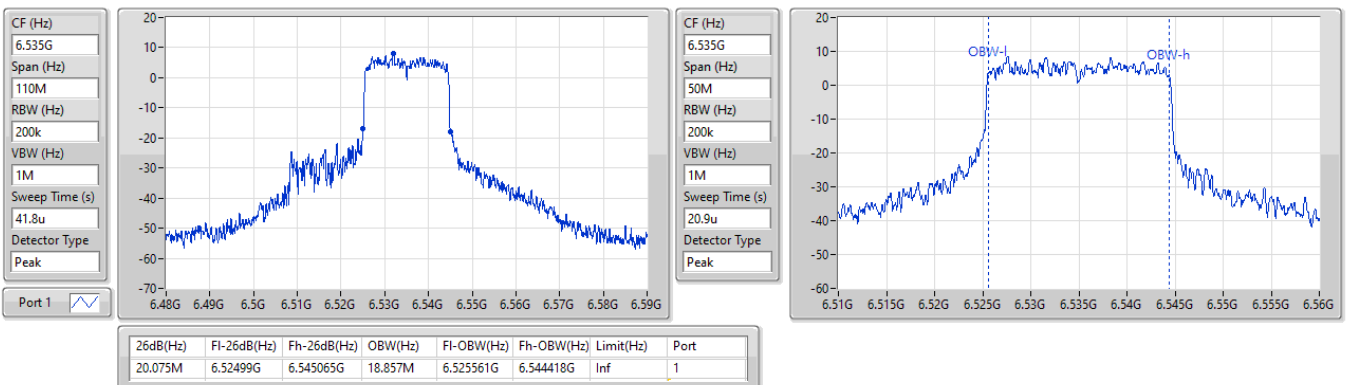 CF (Hz)
6.535G
Span (Hz)
110M
RBW (Hz)
200k
VBW (Hz)
1M
Sweep Time (s)
41.8u
Detector Type
Peak
Port 1
20
10
0
-10
-20
-30
-40
-50
-60
-70
6.48G 6.49G 6.5G 6.51G 6.52G 6.53G 6.54G 6.55G 6.56G 6.57G 6.58G 6.59G
CF (Hz)
6.535G
Span (Hz)
50M
RBW (Hz)
200k
VBW (Hz)
1M
Sweep Time (s)
20.9u
Detector Type
Peak
20
10
0
-10
-20
-30
-40
-50
-60
OBW-l OBW-h
6.51G 6.515G 6.52G 6.525G 6.53G 6.535G 6.54G 6.545G 6.55G 6.555G 6.56G
26dB(Hz) Fl-26dB(Hz) Fh-26dB(Hz) OBW(Hz) Fl-OBW(Hz) Fh-OBW(Hz) Limit(Hz) Port
20.075M 6.52499G 6.545065G 18.857M 6.525561G 6.544418G Inf 1